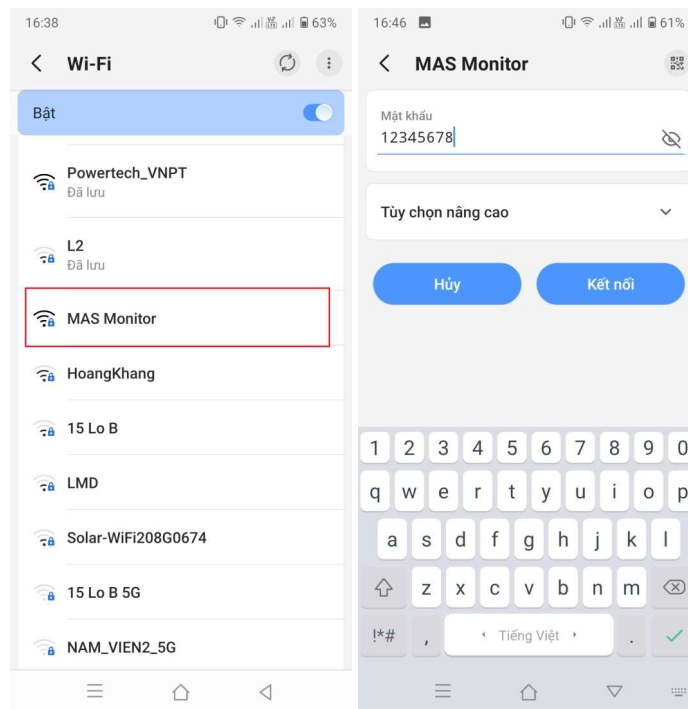 16:38
63%
Wi-Fi
Bật
Powertech_VNPT
Đã lưu
L2
Đã lưu
MAS Monitor
HoangKhang
15 Lo B
LMD
Solar-WiFi208G0674
15 Lo B 5G
NAM_VIEN2_5G
16:46
61%
MAS Monitor
Mật khẩu
12345678
Tùy chọn nâng cao
Hủy Kết nối
1 2 3 4 5 6 7 8 9 0
q w e r t y u i o p
a s d f g h j k l
z x c v b n m
!*# , Tiếng Việt .